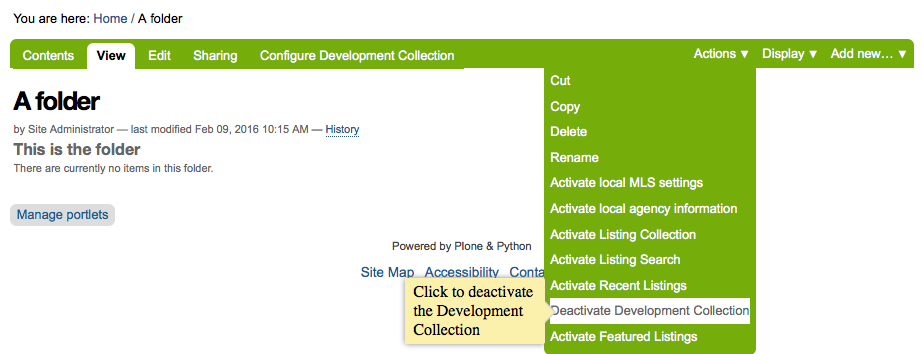 You are here: Home / A folder
Contents View Edit Sharing Configure Development Collection Actions ▼ Display ▼ Add new… ▼
Cut
A folder
Copy
by Site Administrator — last modified Feb 09, 2016 10:15 AM — History
Delete
This is the folder
Rename
There are currently no items in this folder.
Activate local MLS settings
Activate local agency information
Manage portlets
Activate Listing Collection
Powered by Plone & Python
Activate Listing Search
Site Map Accessibility Conta
Activate Recent Listings
Click to deactivate
the Development
Collection
Deactivate Development Collection
Activate Featured Listings